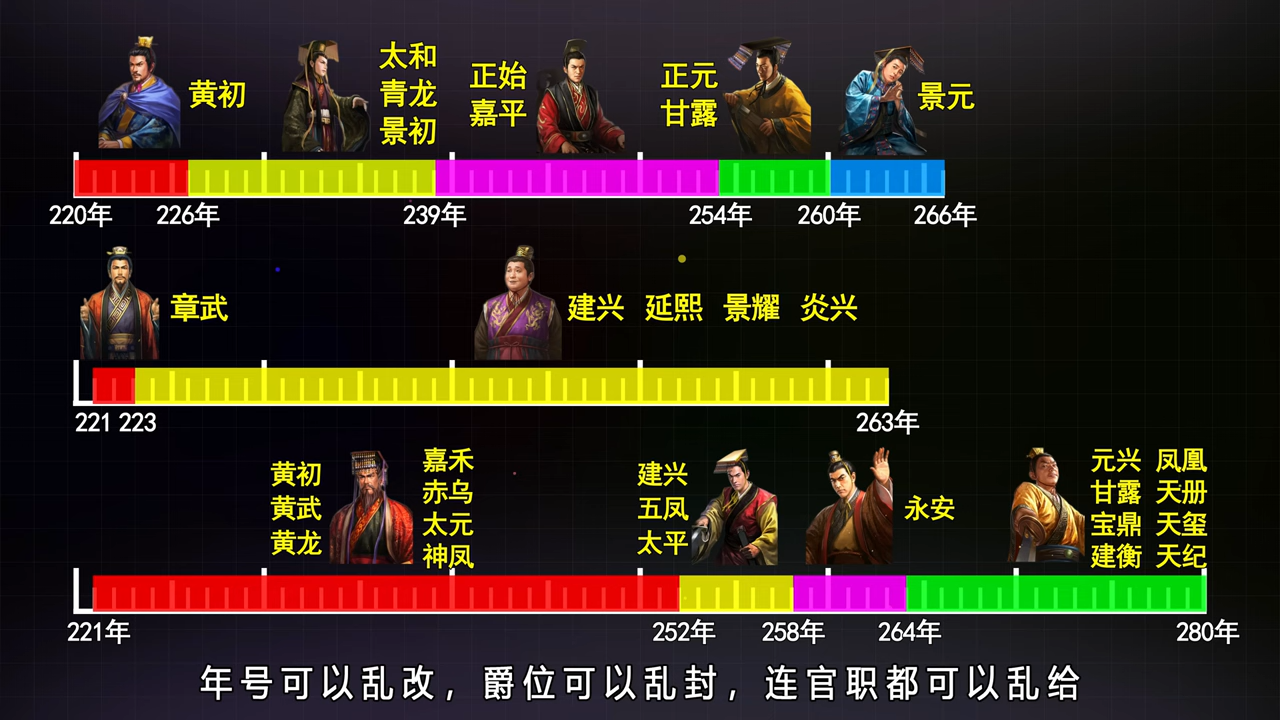 黄初
太和
青龙
景初
正始
嘉平
正元
甘露
景元
220年 226年 239年 254年 260年 266年
章武
建兴 延熙 景耀 炎兴
221 223 263年
黄初
黄武
黄龙
嘉禾
赤乌
太元
神凤
建兴
五凤
太平
永安
元兴 凤凰
甘露 天册
宝鼎 天玺
建衡 天纪
221年 252年 258年 264年 280年
年号可以乱改，爵位可以乱封，连官职都可以乱给